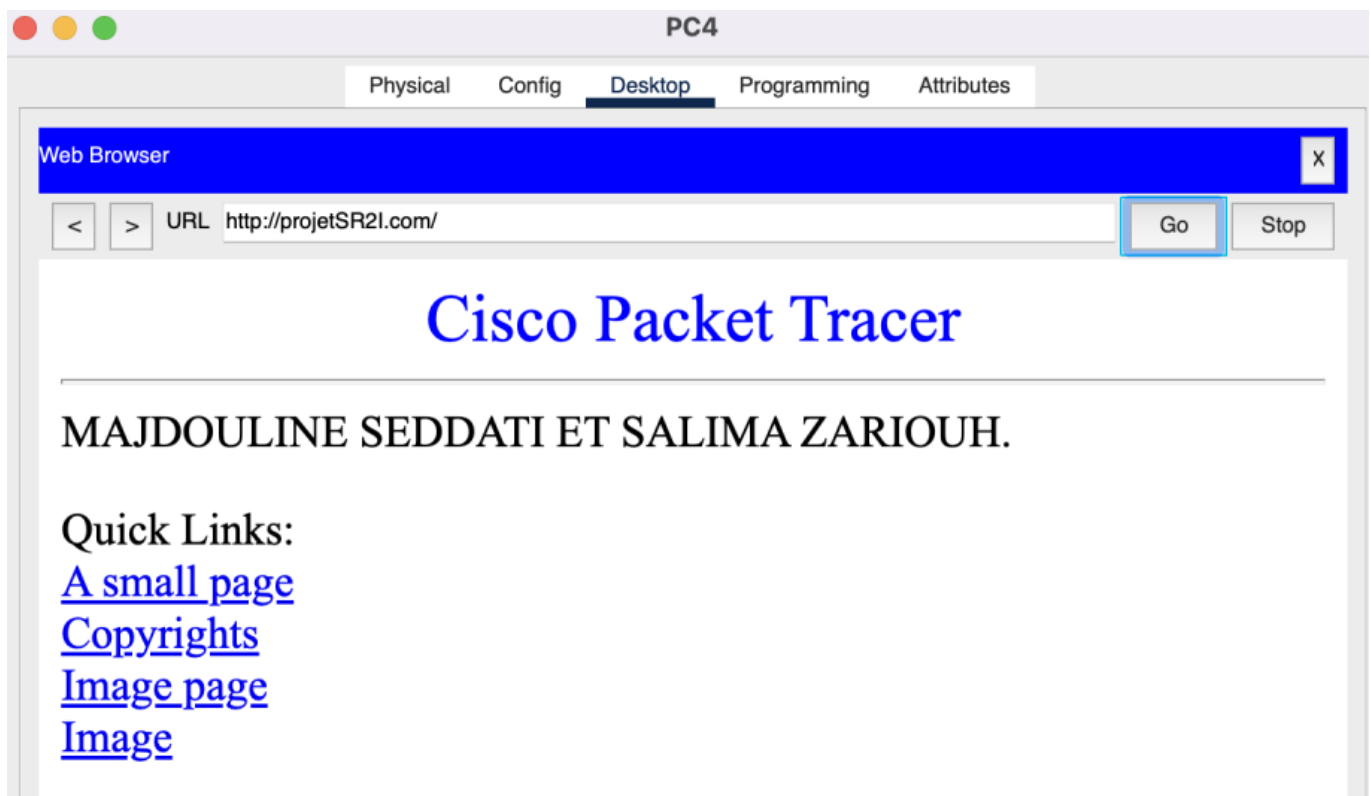 PC4
Physical Config Desktop Programming Attributes
Web Browser X
< > URL http://projetSR2I.com/ Go Stop
Cisco Packet Tracer
MAJDOULINE SEDDATI ET SALIMA ZARIOUH.
Quick Links:
A small page
Copyrights
Image page
Image